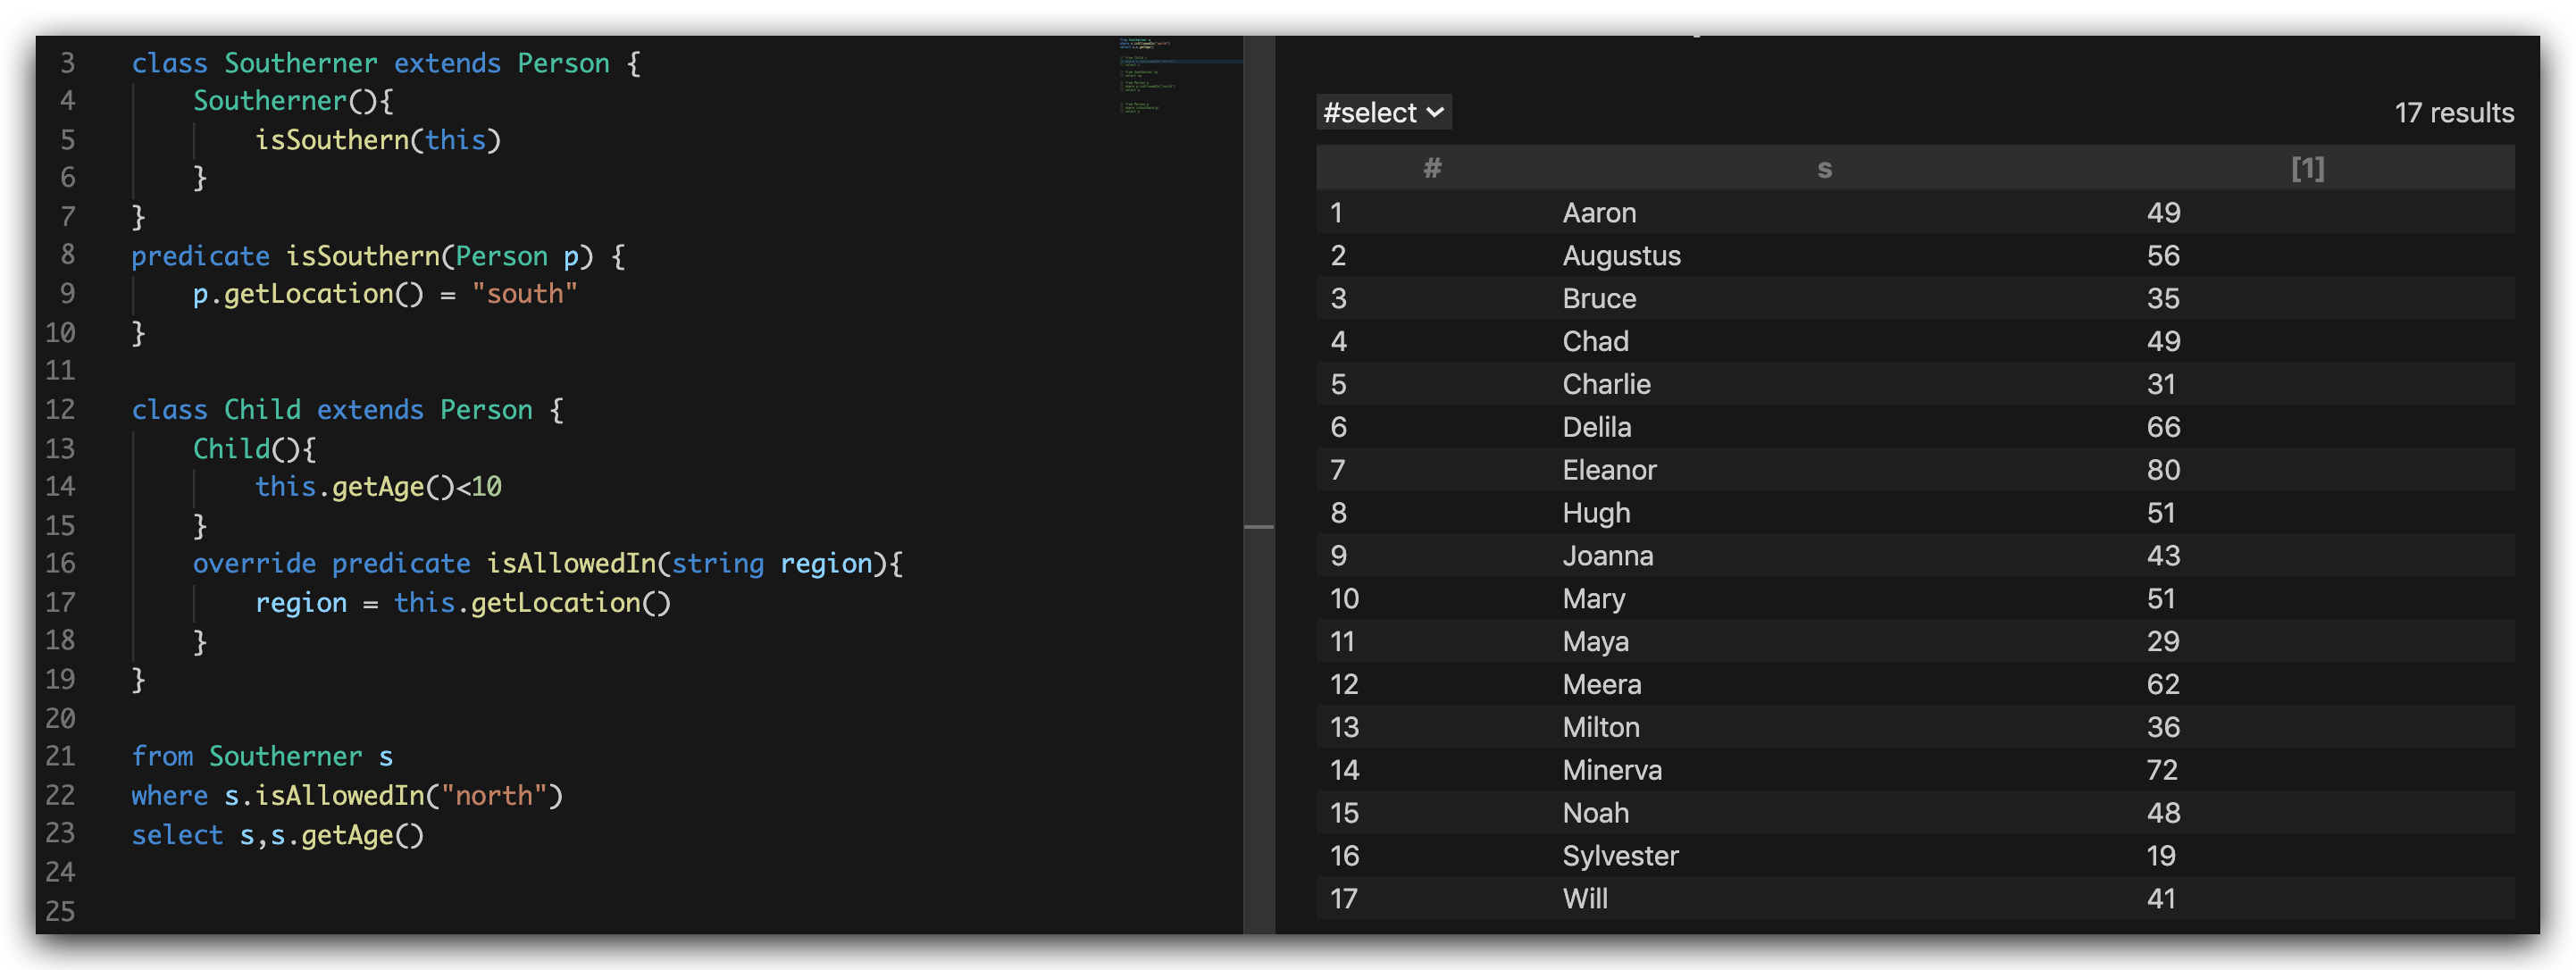 3 class Southerner extends Person {
4 Southerner(){
5 isSouthern(this)
6 }
7 }
8 predicate isSouthern(Person p) {
9 p.getLocation() = "south"
10 }
11
12 class Child extends Person {
13 Child(){
14 this.getAge()<10
15 }
16 override predicate isAllowedIn(string region){
17 region = this.getLocation()
18 }
19 }
20
21 from Southerner s
22 where s.isAllowedIn("north")
23 select s,s.getAge()
24
25
#select 17 results
# s [1]
1 Aaron 49
2 Augustus 56
3 Bruce 35
4 Chad 49
5 Charlie 31
6 Delila 66
7 Eleanor 80
8 Hugh 51
9 Joanna 43
10 Mary 51
11 Maya 29
12 Meera 62
13 Milton 36
14 Minerva 72
15 Noah 48
16 Sylvester 19
17 Will 41